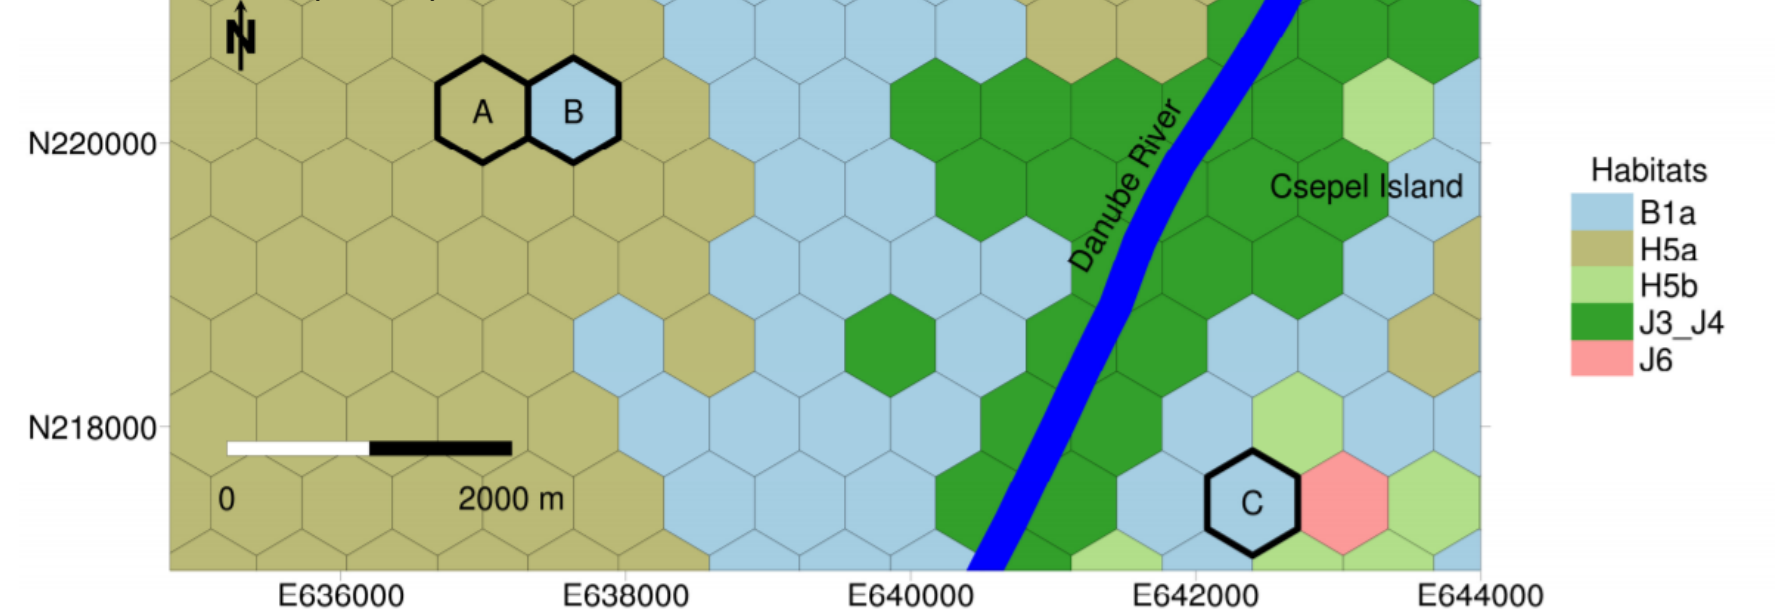 N
A
B
N220000
Danube River
Csepel Island
Habitats
B1a
H5a
H5b
J3_J4
J6
N218000
0
2000 m
C
E636000
E638000
E640000
E642000
E644000